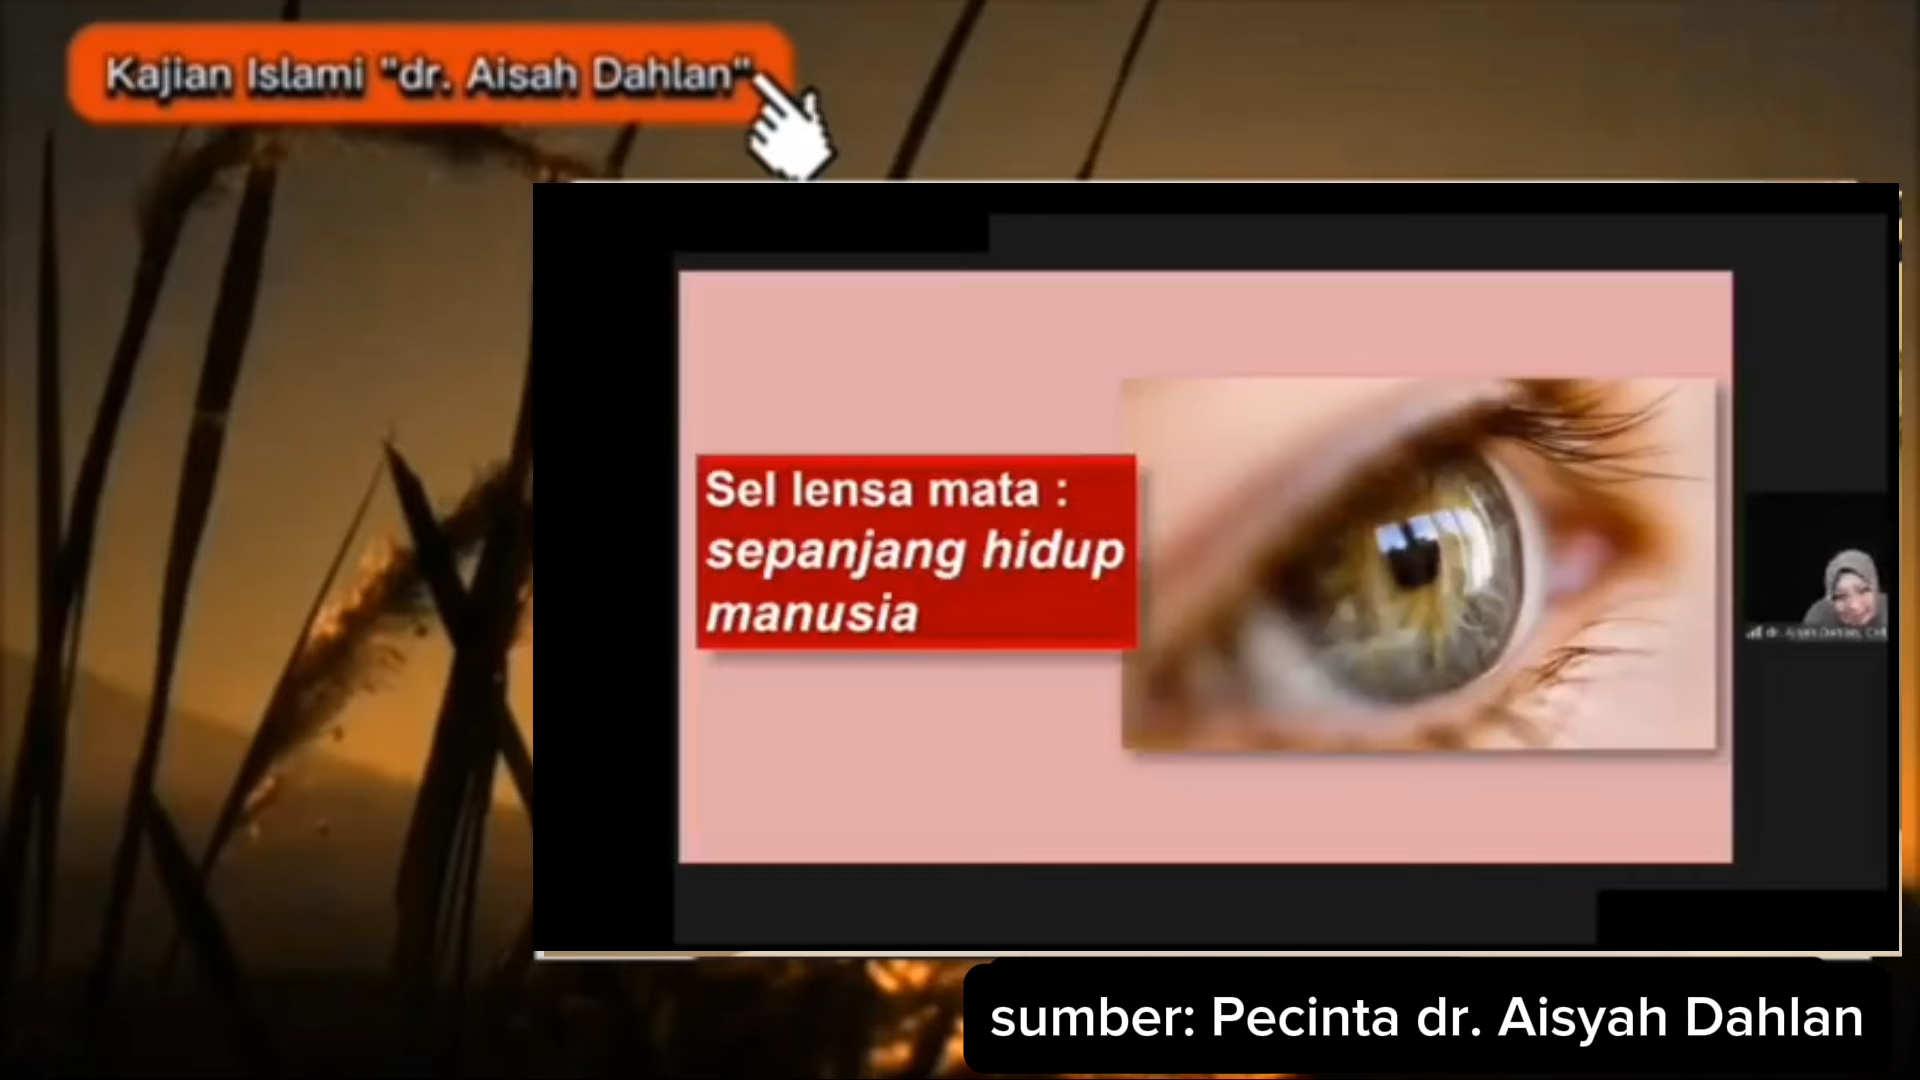 Kajian Islami "dr. Aisah Dahlan"
Sel lensa mata :
sepanjang hidup
manusia
sumber: Pecinta dr. Aisyah Dahlan